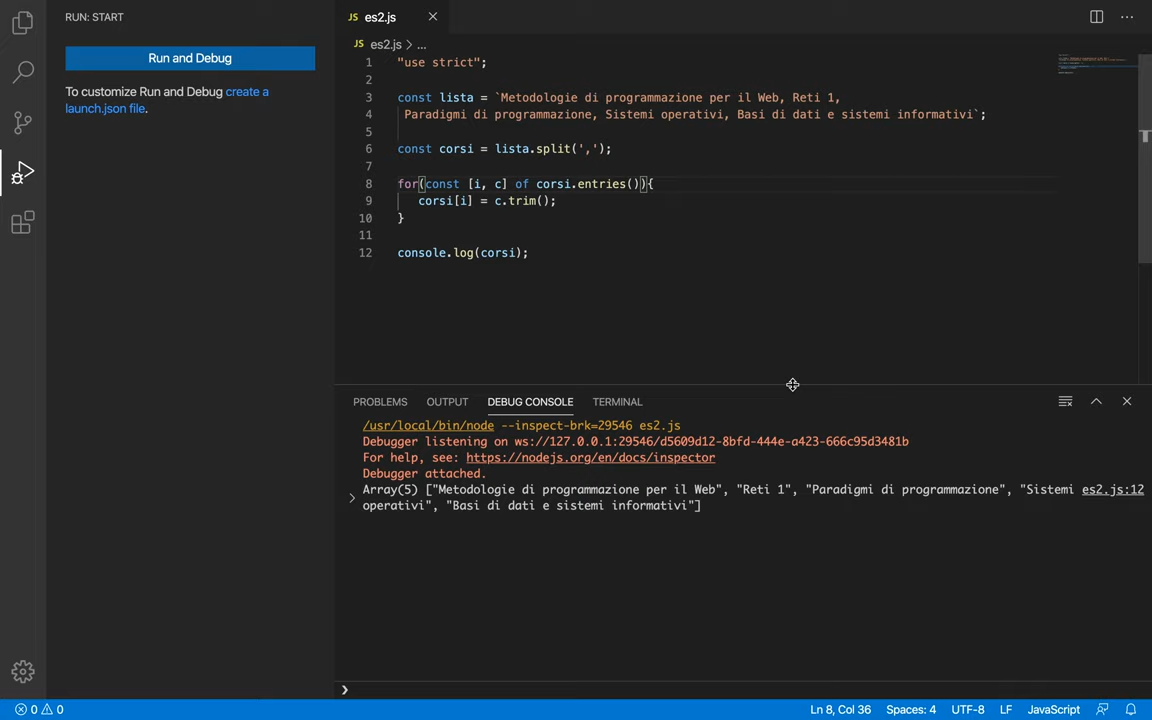 RUN: START
Run and Debug
To customize Run and Debug create a
launch.json file.
JS es2.js
JS es2.js > ...
1 "use strict";
2
3 const lista = `Metodologie di programmazione per il Web, Reti 1,
4 Paradigmi di programmazione, Sistemi operativi, Basi di dati e sistemi informativi`;
5
6 const corsi = lista.split(',');
7
8 for(const [i, c] of corsi.entries()){
9 corsi[i] = c.trim();
10 }
11
12 console.log(corsi);
PROBLEMS OUTPUT DEBUG CONSOLE TERMINAL
/usr/local/bin/node --inspect-brk=29546 es2.js
Debugger listening on ws://127.0.0.1:29546/d5609d12-8bfd-444e-a423-666c95d3481b
For help, see: https://nodejs.org/en/docs/inspector
Debugger attached.
Array(5) ["Metodologie di programmazione per il Web", "Reti 1", "Paradigmi di programmazione", "Sistemi es2.js:12
operativi", "Basi di dati e sistemi informativi"]
0 0 Ln 8, Col 36 Spaces: 4 UTF-8 LF JavaScript